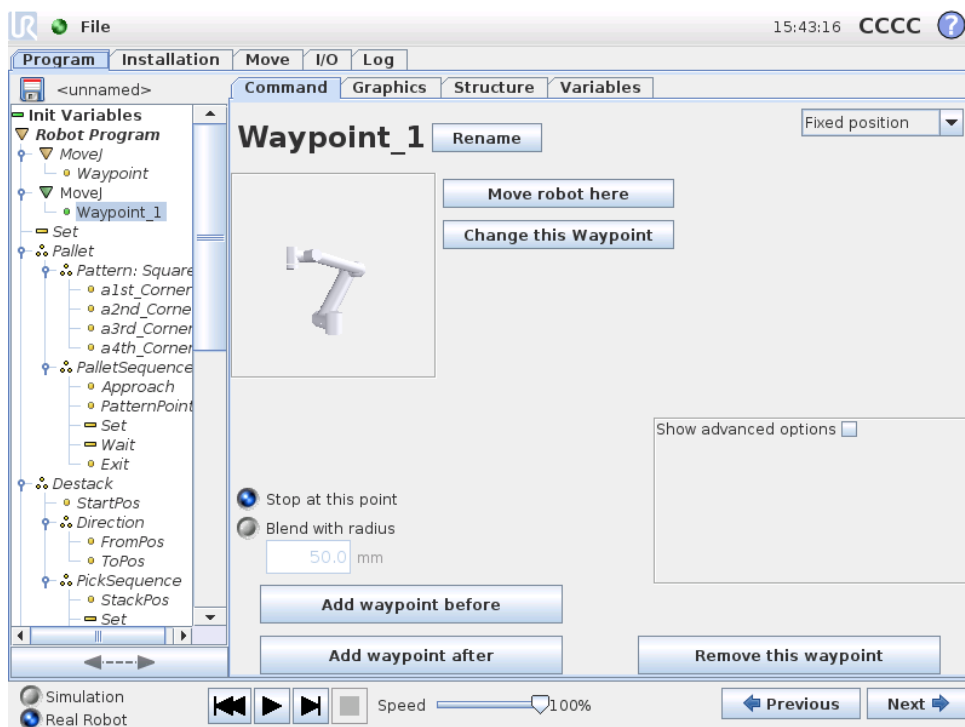 UR File 15:43:16 CCCC ?
Program Installation Move I/O Log
<unnamed>
Command Graphics Structure Variables
Init Variables
Robot Program
MoveJ
Waypoint
MoveJ
Waypoint_1
Set
Pallet
Pattern: Square
a1st_Corner
a2nd_Corne
a3rd_Corner
a4th_Corner
PalletSequence
Approach
PatternPoint
Set
Wait
Exit
Destack
StartPos
Direction
FromPos
ToPos
PickSequence
StackPos
Set
Waypoint_1 Rename
Fixed position
Move robot here
Change this Waypoint
Show advanced options
Stop at this point
Blend with radius
50.0 mm
Add waypoint before
Add waypoint after
Remove this waypoint
Simulation
Real Robot
Speed 100%
Previous Next